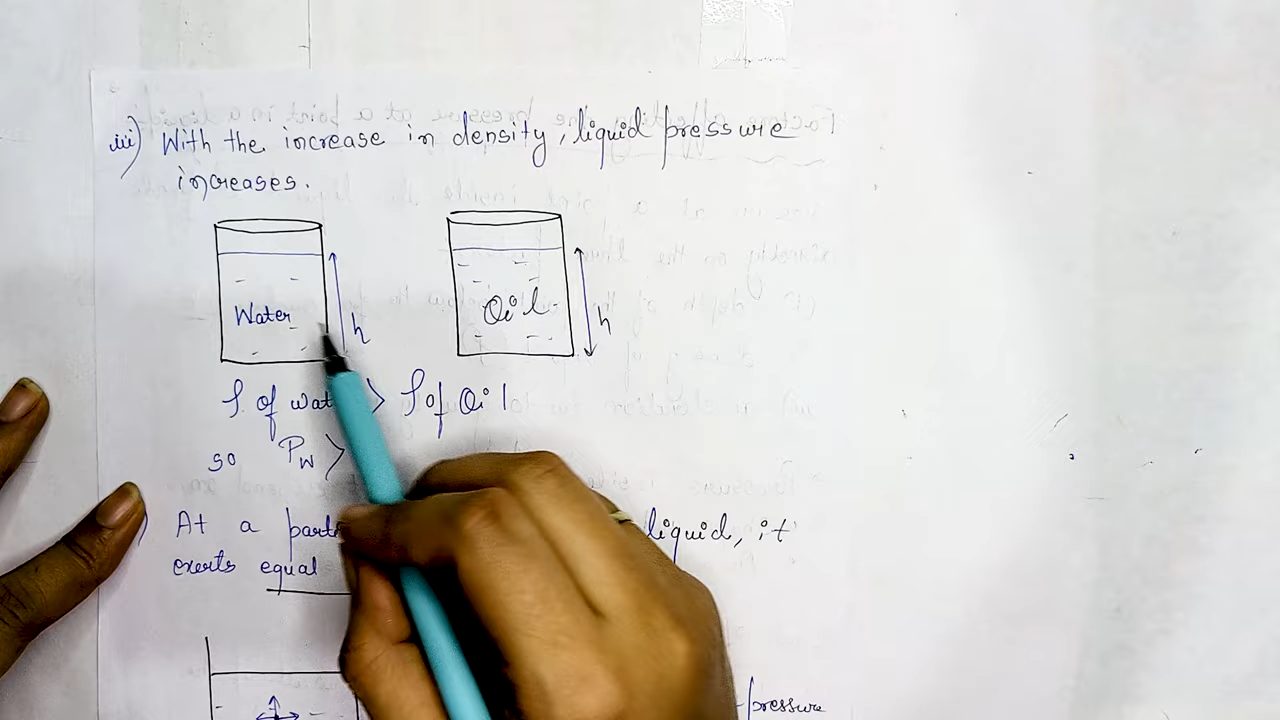 iii) With the increase in density, liquid pressure
increases.
Water
h
Oil
h
ρ of wat > ρ of Oil
so Pw >
At a liquid, it
exerts equal
pressure